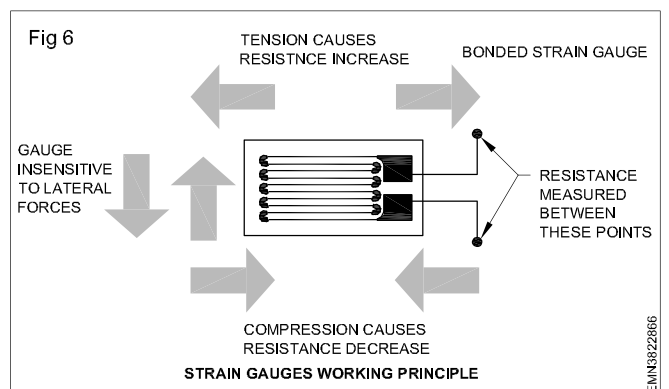 Fig 6
TENSION CAUSES
RESISTNCE INCREASE
BONDED STRAIN GAUGE
GAUGE
INSENSITIVE
TO LATERAL
FORCES
RESISTANCE
MEASURED
BETWEEN
THESE POINTS
COMPRESSION CAUSES
RESISTANCE DECREASE
STRAIN GAUGES WORKING PRINCIPLE
EMN3822866